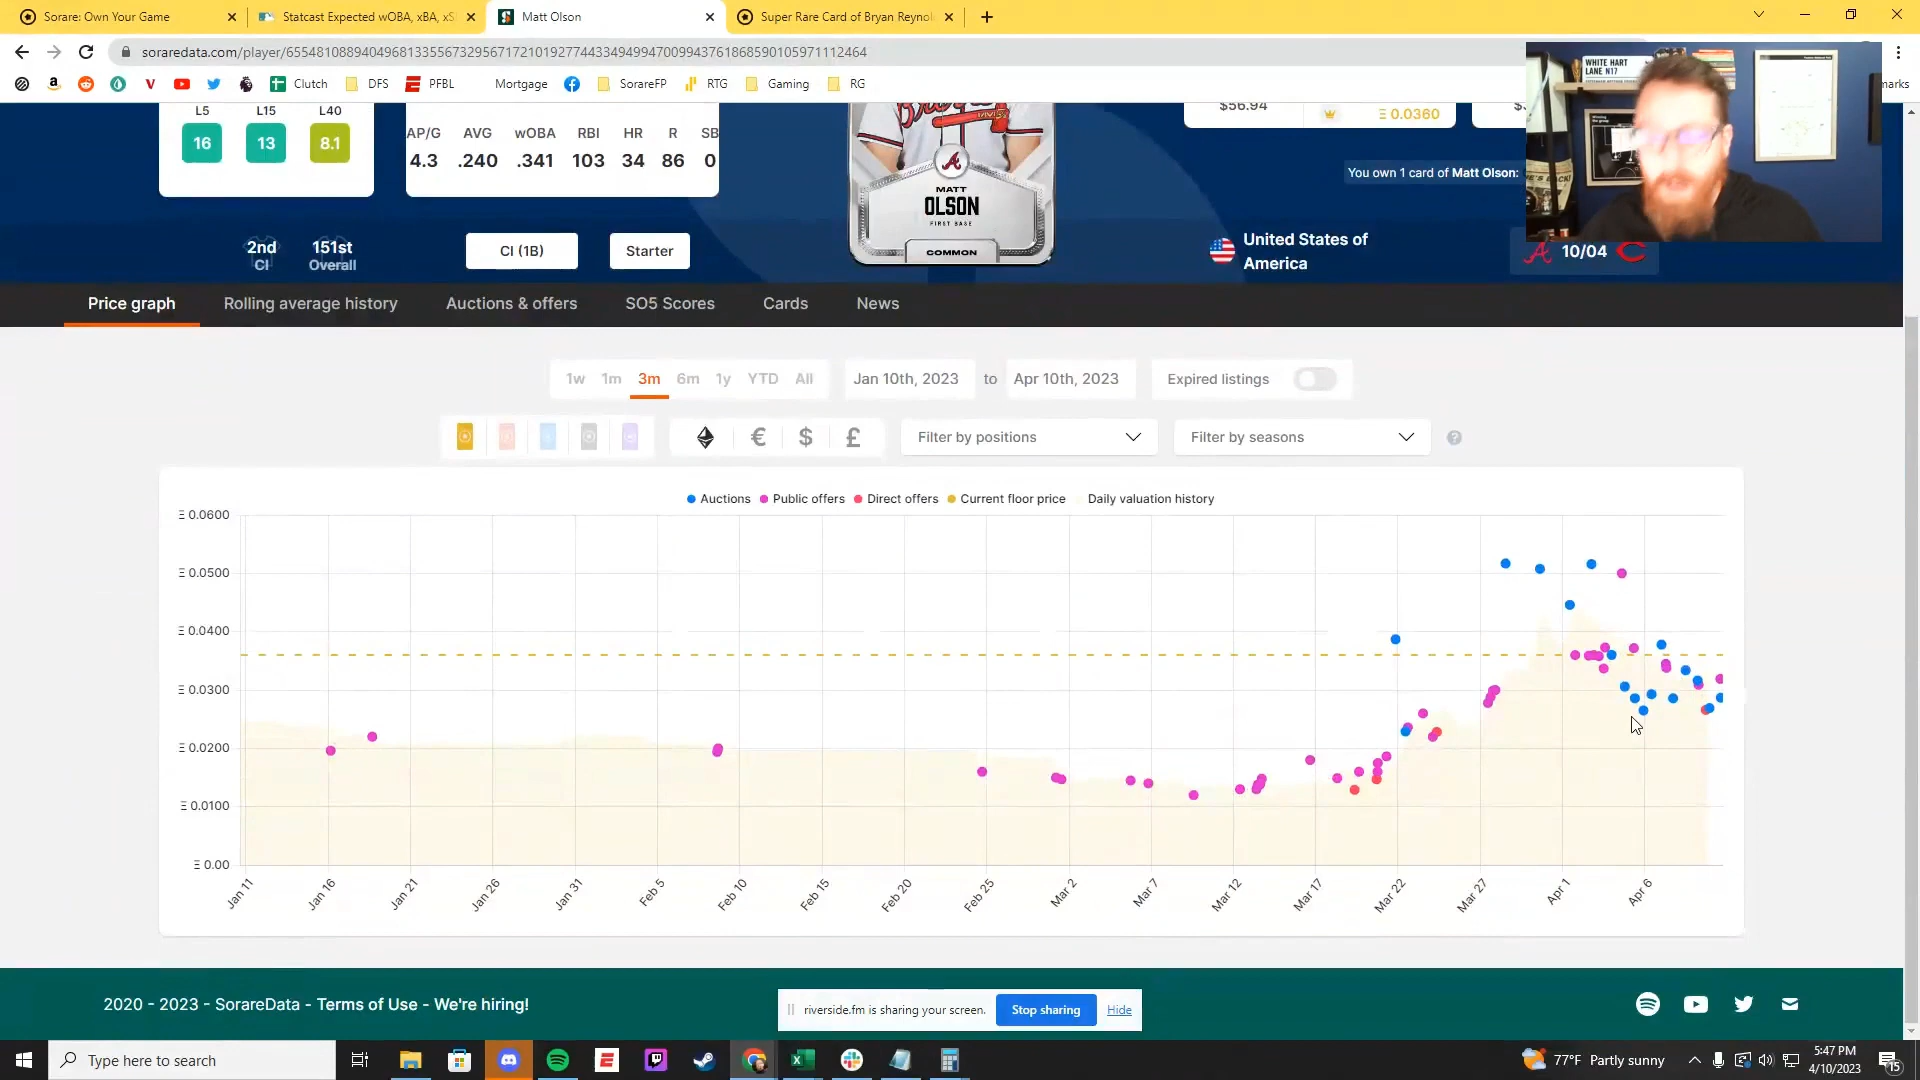 Sorare: Own Your Game
Statcast Expected wOBA, xBA, xS
Matt Olson
Super Rare Card of Bryan Reynol
soraredata.com/player/65548108894049681335567329567172101927744334949947009943761868590105971112464
Clutch
DFS
PFBL
Mortgage
SorareFP
RTG
Gaming
RG
marks
WHITE HART
LANE N17
L5 L15 L40
16 13 8.1
AP/G AVG wOBA RBI HR R SB
4.3 .240 .341 103 34 86 0
MATT
OLSON
FIRST BASE
COMMON
$56.94
Ξ 0.0360
You own 1 card of Matt Olson:
2nd
CI
151st
Overall
CI (1B)
Starter
United States of
America
10/04
Price graph
Rolling average history
Auctions & offers
SO5 Scores
Cards
News
1w 1m 3m 6m 1y YTD All
Jan 10th, 2023 to Apr 10th, 2023
Expired listings
€ $ £
Filter by positions
Filter by seasons
?
Auctions Public offers Direct offers Current floor price Daily valuation history
Ξ 0.0600
Ξ 0.0500
Ξ 0.0400
Ξ 0.0300
Ξ 0.0200
Ξ 0.0100
Ξ 0.00
Jan 11 Jan 16 Jan 21 Jan 26 Jan 31 Feb 5 Feb 10 Feb 15 Feb 20 Feb 25 Mar 2 Mar 7 Mar 12 Mar 17 Mar 22 Mar 27 Apr 1 Apr 6
2020 - 2023 - SorareData - Terms of Use - We're hiring!
riverside.fm is sharing your screen.
Stop sharing
Hide
Type here to search
77°F Partly sunny
5:47 PM
4/10/2023
15